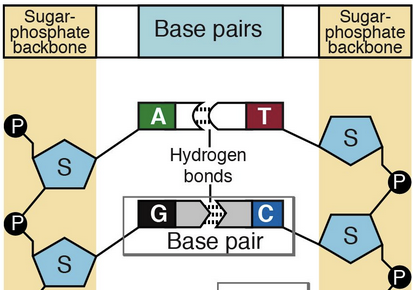 Sugar-
phosphate
backbone
Base pairs
Sugar-
phosphate
backbone
A
T
P
S
S
Hydrogen
bonds
P
G
C
P
S
S
Base pair
P